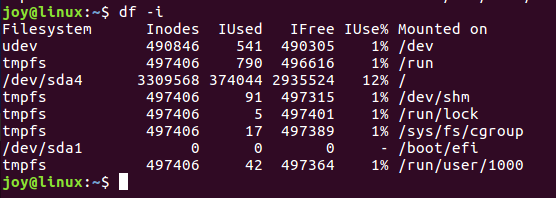 joy@linux:~$ df -i
Filesystem Inodes IUsed IFree IUse% Mounted on
udev 490846 541 490305 1% /dev
tmpfs 497406 790 496616 1% /run
/dev/sda4 3309568 374044 2935524 12% /
tmpfs 497406 91 497315 1% /dev/shm
tmpfs 497406 5 497401 1% /run/lock
tmpfs 497406 17 497389 1% /sys/fs/cgroup
/dev/sda1 0 0 0 - /boot/efi
tmpfs 497406 42 497364 1% /run/user/1000
joy@linux:~$